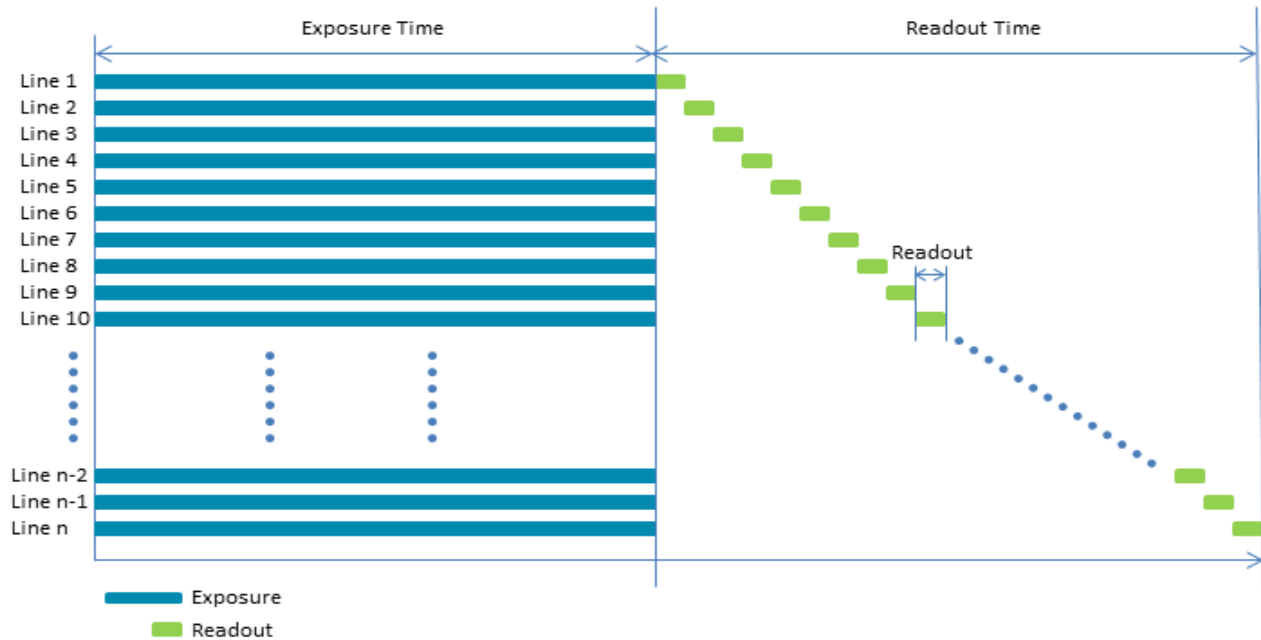 Exposure Time
Readout Time
Line 1
Line 2
Line 3
Line 4
Line 5
Line 6
Line 7
Line 8
Readout
Line 9
Line 10
Line n-2
Line n-1
Line n
Exposure
Readout